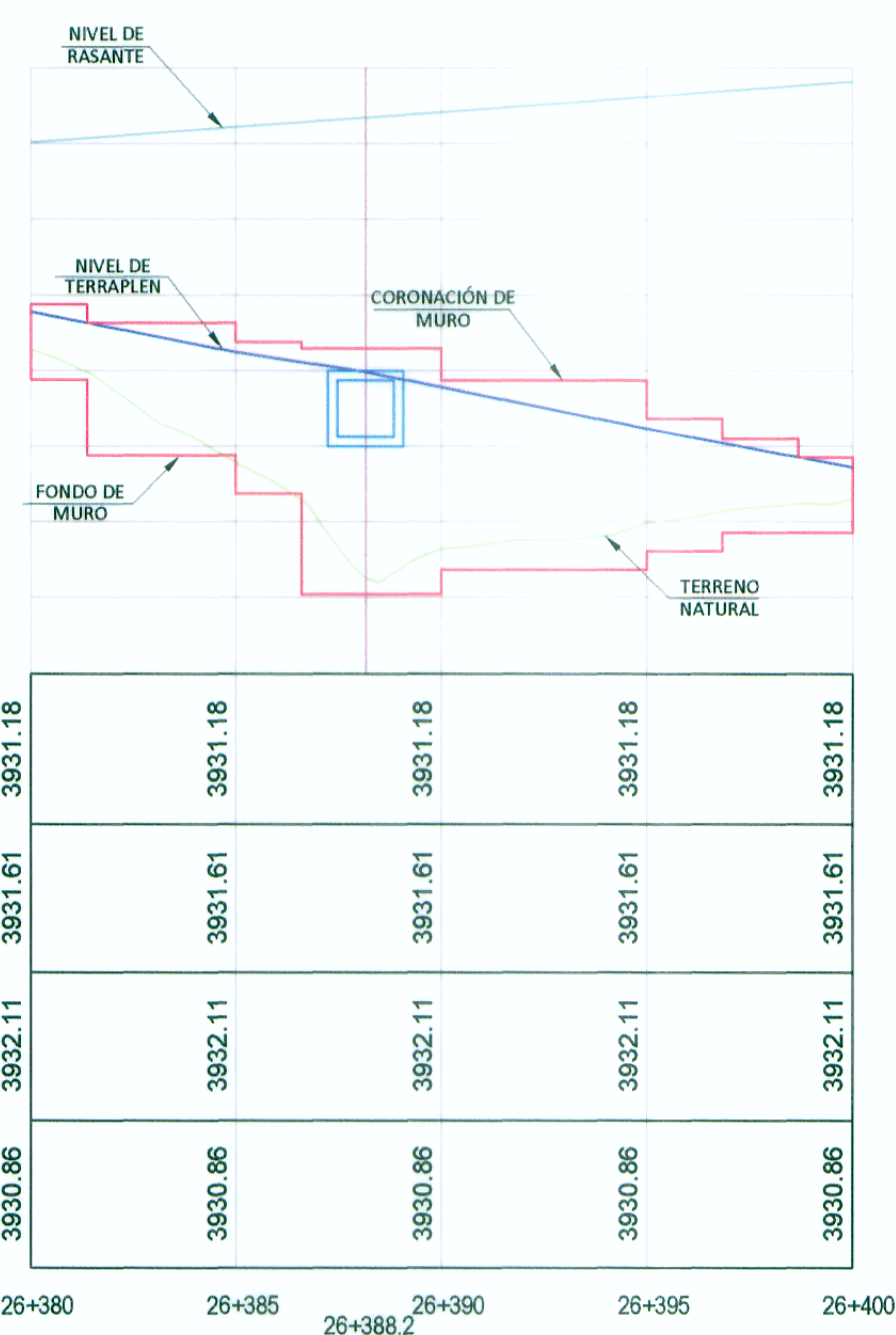 NIVEL DE
RASANTE
NIVEL DE
TERRAPLEN
CORONACIÓN DE
MURO
FONDO DE
MURO
TERRENO
NATURAL
3931.18 3931.18 3931.18 3931.18 3931.18
3931.61 3931.61 3931.61 3931.61 3931.61
3932.11 3932.11 3932.11 3932.11 3932.11
3930.86 3930.86 3930.86 3930.86 3930.86
26+380 26+385 26+390 26+395 26+400
26+388.2